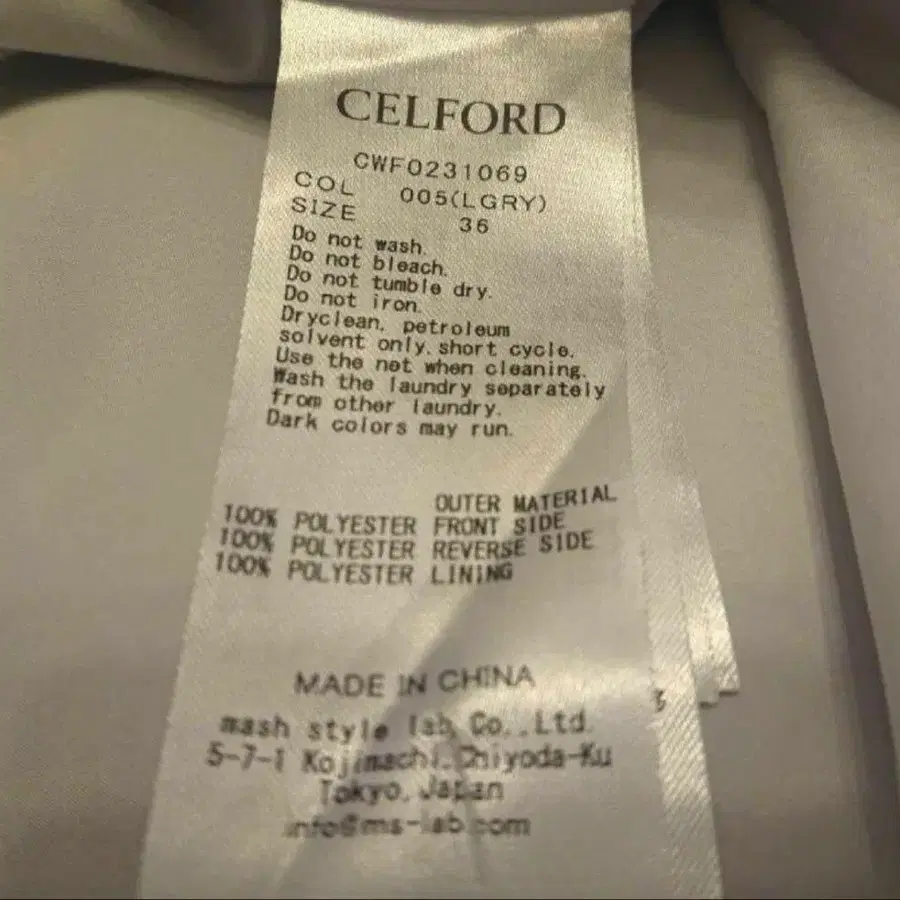 CELFORD
CWF0231069
COL 005(LGRY)
SIZE 36
Do not wash.
Do not bleach.
Do not tumble dry.
Do not iron.
Dryclean, petroleum
solvent only, short cycle.
Use the net when cleaning.
Wash the laundry separately
from other laundry.
Dark colors may run.
OUTER MATERIAL
100% POLYESTER FRONT SIDE
100% POLYESTER REVERSE SIDE
100% POLYESTER LINING
MADE IN CHINA
mash style lab Co.,Ltd.
5-7-1 Kojimachi, Chiyoda-Ku
Tokyo, Japan
info@ms-lab.com